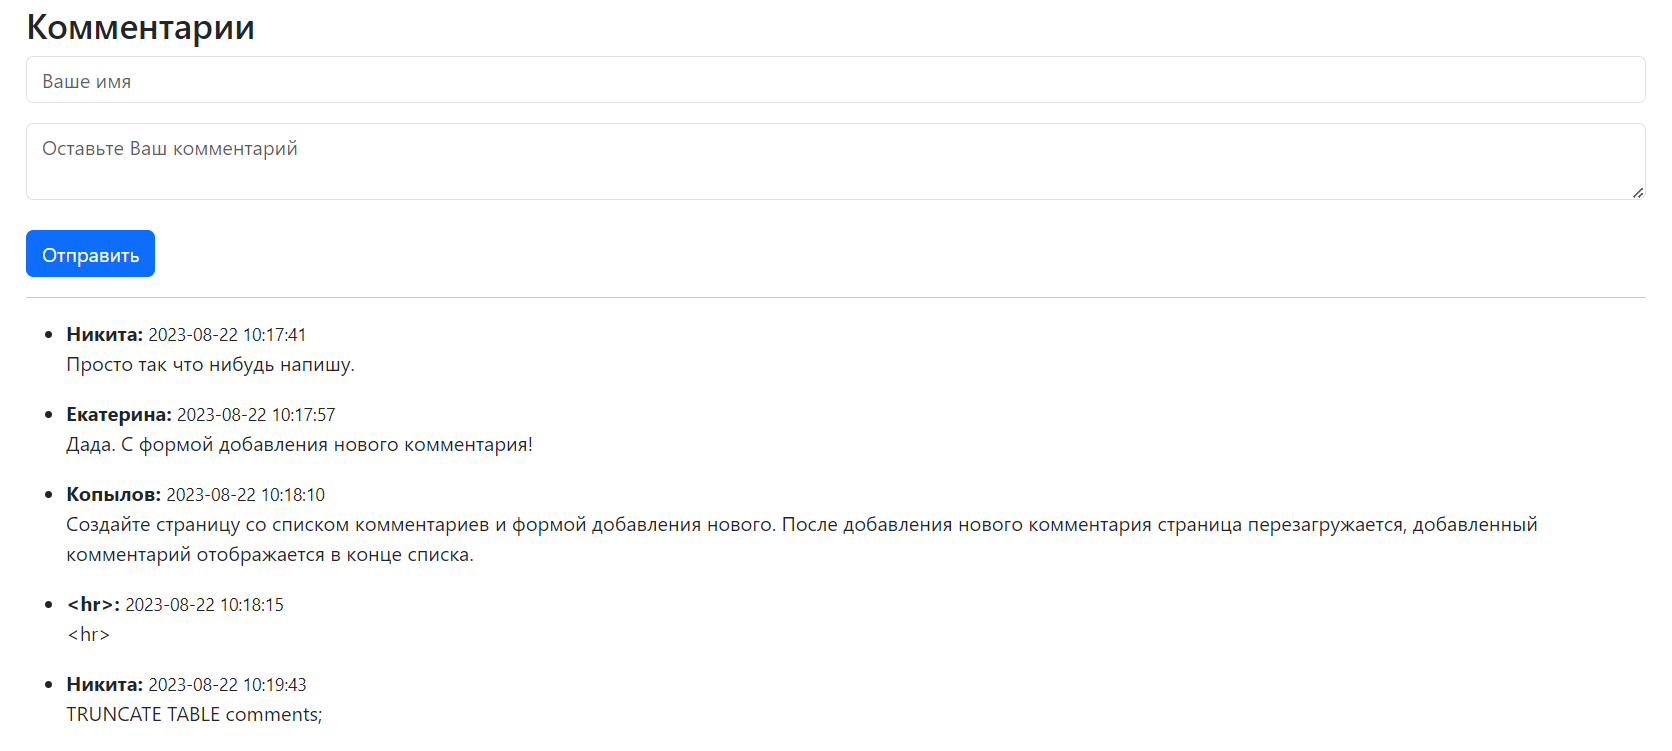 Комментарии
Ваше имя
Оставьте Ваш комментарий
Отправить
Никита: 2023-08-22 10:17:41
Просто так что нибудь напишу.
Екатерина: 2023-08-22 10:17:57
Дада. С формой добавления нового комментария!
Копылов: 2023-08-22 10:18:10
Создайте страницу со списком комментариев и формой добавления нового. После добавления нового комментария страница перезагружается, добавленный
комментарий отображается в конце списка.
<hr>: 2023-08-22 10:18:15
<hr>
Никита: 2023-08-22 10:19:43
TRUNCATE TABLE comments;